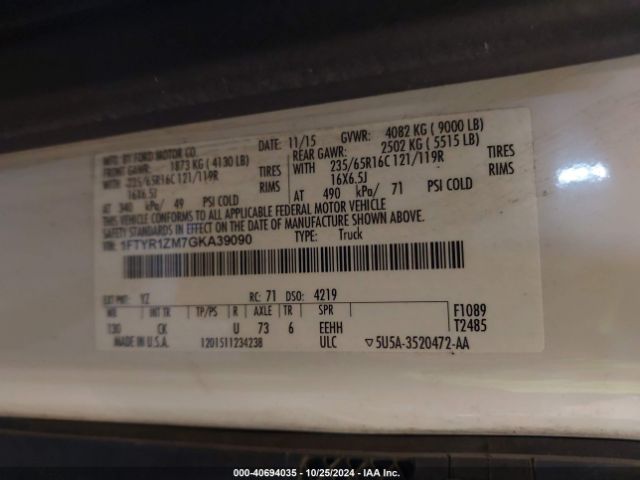 MFD. BY FORD MOTOR CO.
DATE: 11/15 GVWR: 4082 KG ( 9000 LB)
FRONT GAWR: 1873 KG ( 4130 LB) REAR GAWR: 2502 KG ( 5515 LB)
WITH 235/65R16C 121/119R TIRES WITH 235/65R16C 121/119R TIRES
16X6.5J RIMS 16X6.5J RIMS
AT 340 kPa/ 49 PSI COLD AT 490 kPa/ 71 PSI COLD
THIS VEHICLE CONFORMS TO ALL APPLICABLE FEDERAL MOTOR VEHICLE
SAFETY STANDARDS IN EFFECT ON THE DATE OF MANUFACTURE SHOWN ABOVE.
VIN: 1FTYR1ZM7GKA39090 TYPE: Truck
EXT PNT: YZ RC: 71 DSO: 4219
WB INT TR TP/PS R AXLE TR SPR F1089
130 CK U 73 6 EEHH T2485
MADE IN U.S.A. 1201511234238 ULC ▽5U5A-3520472-AA
000-40694035 - 10/25/2024 - IAAI.COM